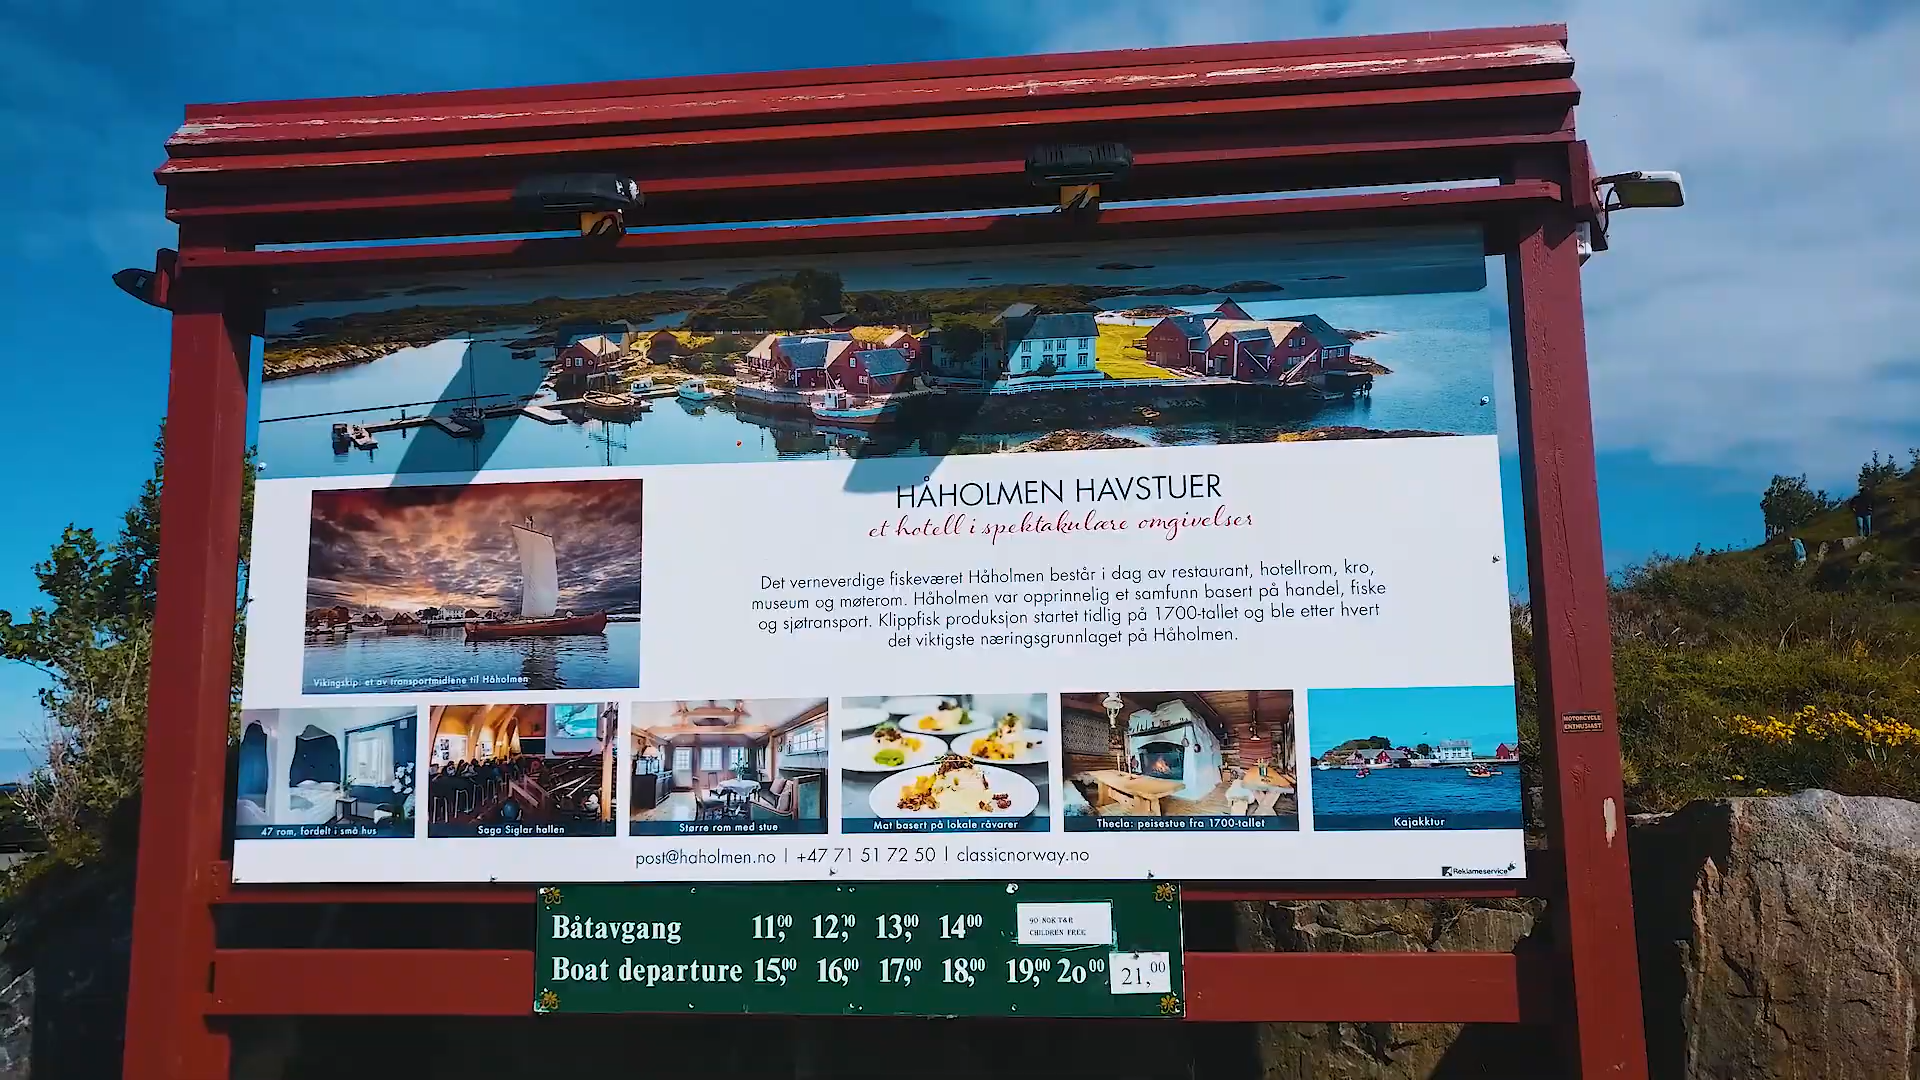 HÅHOLMEN HAVSTUER
et hotell i spektakulære omgivelser
Det verneverdige fiskeværet Håholmen består i dag av restaurant, hotellrom, kro,
museum og møterom. Håholmen var opprinnelig et samfunn basert på handel, fiske
og sjøtransport. Klippfisk produksjon startet tidlig på 1700-tallet og ble etter hvert
det viktigste næringsgrunnlaget på Håholmen.
Vikingskip: et av transportmidlene til Håholmen
47 rom, fordelt i små hus
Saga Siglar hallen
Større rom med stue
Mat basert på lokale råvarer
Thecla: peisestue fra 1700-tallet
Kajakktur
post@haholmen.no | +47 71 51 72 50 | classicnorway.no
Reklameservice
MOTORCYCLE
ENTHUSIAST
Båtavgang 11,00 12,00 13,00 14,00
90 NOK T&R
CHILDREN FREE
Boat departure 15,00 16,00 17,00 18,00 19,00 20 00 21,00